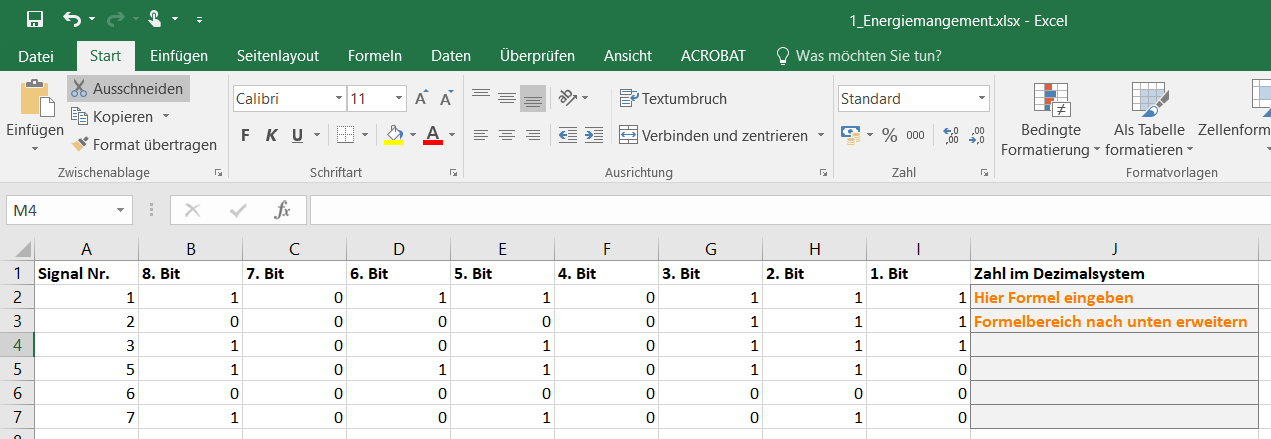 1_Energiemangement.xlsx - Excel
Datei Start Einfügen Seitenlayout Formeln Daten Überprüfen Ansicht ACROBAT Was möchten Sie tun?
Einfügen
Ausschneiden
Kopieren
Format übertragen
Zwischenablage
Calibri 11 A A
F K U A
Schriftart
Textumbruch
Verbinden und zentrieren
Ausrichtung
Standard
% 000 ,0 ,00 ,00 ,0
Zahl
Bedingte Formatierung
Als Tabelle formatieren
Zellenform
Formatvorlagen
M4 fx
A B C D E F G H I J
1 Signal Nr. 8. Bit 7. Bit 6. Bit 5. Bit 4. Bit 3. Bit 2. Bit 1. Bit Zahl im Dezimalsystem
2 1 1 0 1 1 0 1 1 1 Hier Formel eingeben
3 2 0 0 0 0 0 1 1 1 Formelbereich nach unten erweitern
4 3 1 0 0 1 0 1 1 1
5 5 1 0 1 1 0 1 1 0
6 6 0 0 0 0 0 0 0 0
7 7 1 0 0 1 0 0 1 0